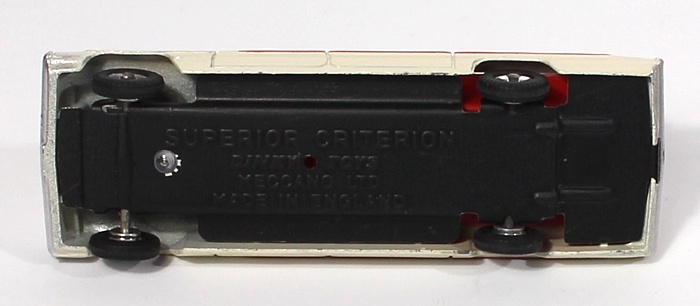 SUPERIOR CRITERION
DINKY TOYS
MECCANO LTD
MADE IN ENGLAND